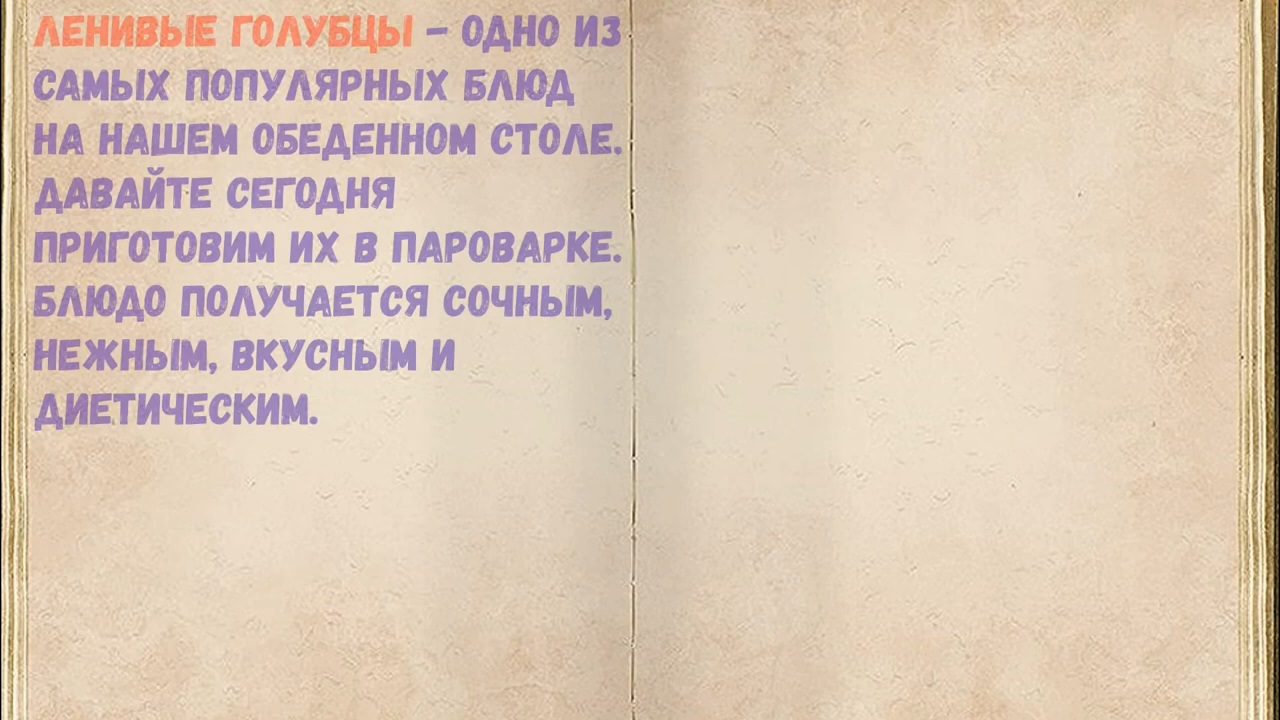 ЛЕНИВЫЕ ГОЛУБЦЫ – ОДНО ИЗ
САМЫХ ПОПУЛЯРНЫХ БЛЮД
НА НАШЕМ ОБЕДЕННОМ СТОЛЕ.
ДАВАЙТЕ СЕГОДНЯ
ПРИГОТОВИМ ИХ В ПАРОВАРКЕ.
БЛЮДО ПОЛУЧАЕТСЯ СОЧНЫМ,
НЕЖНЫМ, ВКУСНЫМ И
ДИЕТИЧЕСКИМ.